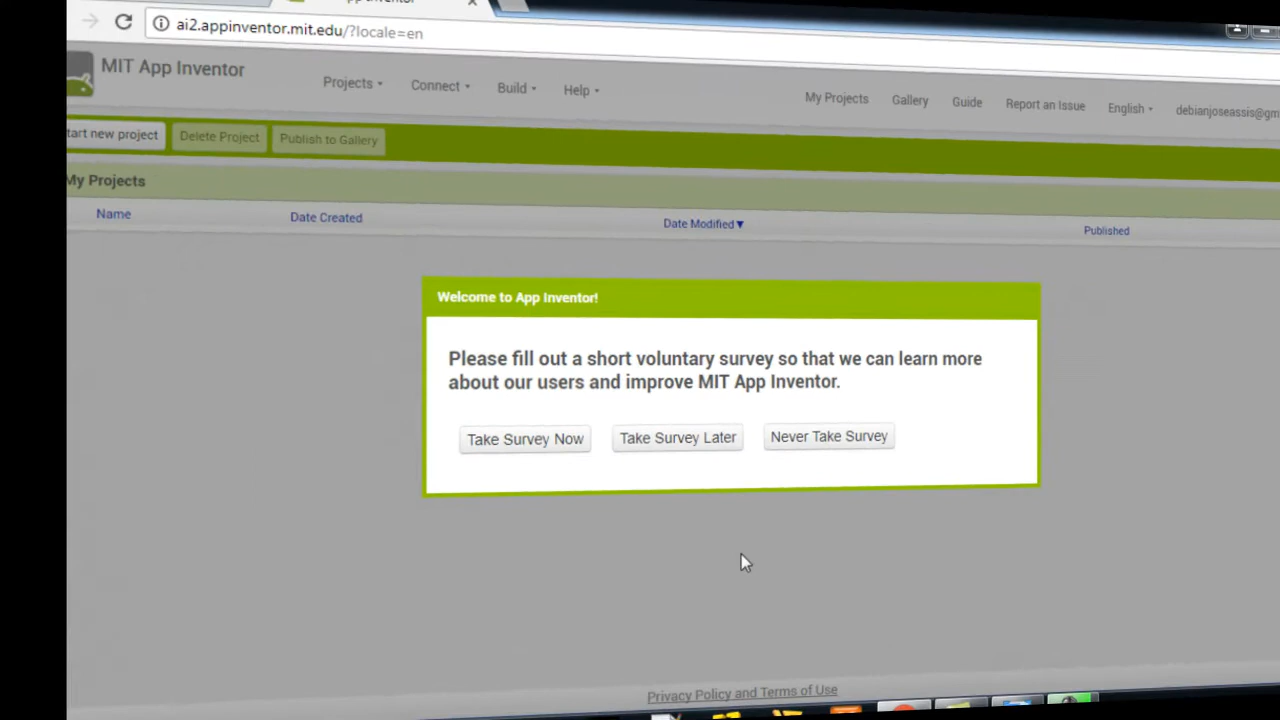 ai2.appinventor.mit.edu/?locale=en
MIT App Inventor
Projects
Connect
Build
Help
My Projects
Gallery
Guide
Report an Issue
English
debianjoseassis@gm
tart new project
Delete Project
Publish to Gallery
My Projects
Name
Date Created
Date Modified▼
Published
Welcome to App Inventor!
Please fill out a short voluntary survey so that we can learn more
about our users and improve MIT App Inventor.
Take Survey Now
Take Survey Later
Never Take Survey
Privacy Policy and Terms of Use